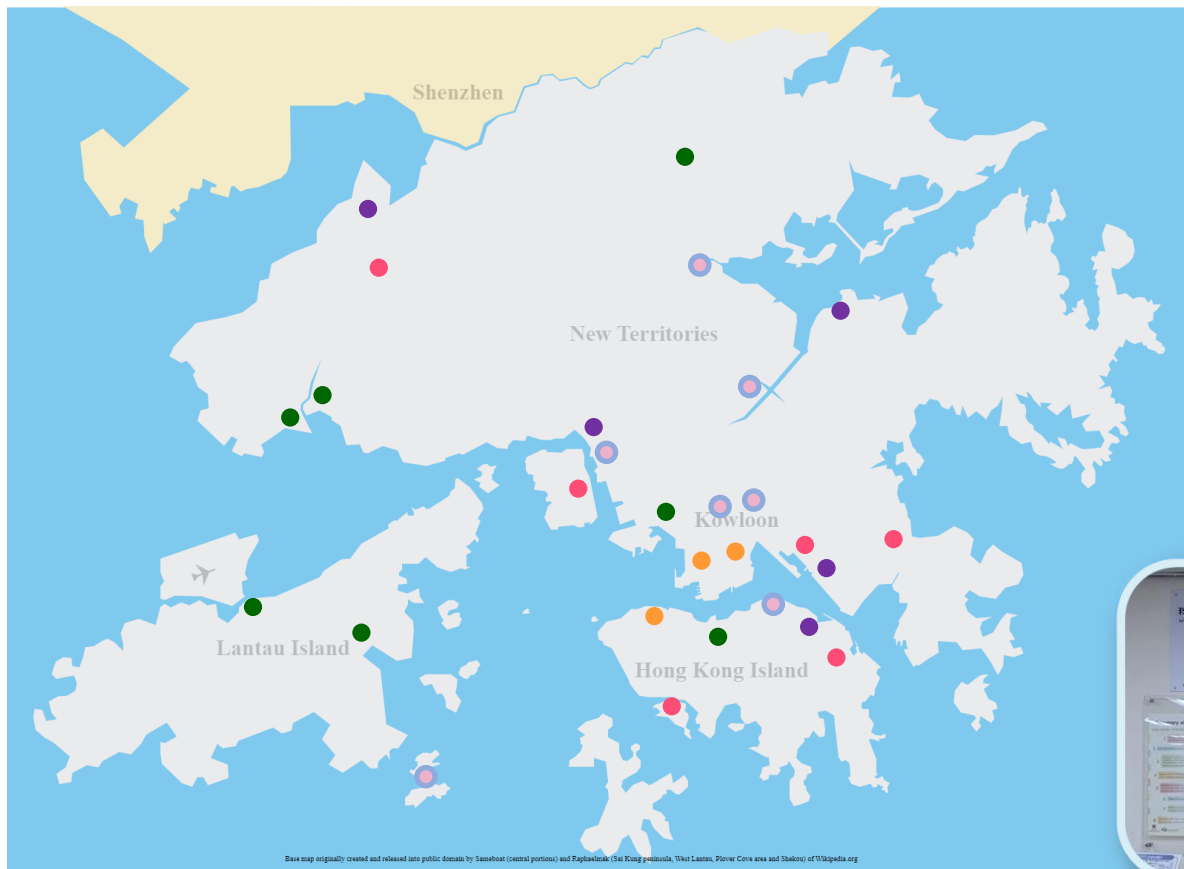 Shenzhen
New Territories
Kowloon
Lantau Island
Hong Kong Island
Base map originally created and released into public domain by Sameboat (central portions) and Raphaelmak (Sai Kung peninsula, West Lantau, Plover Cove area and Shekou) of Wikipedia.org